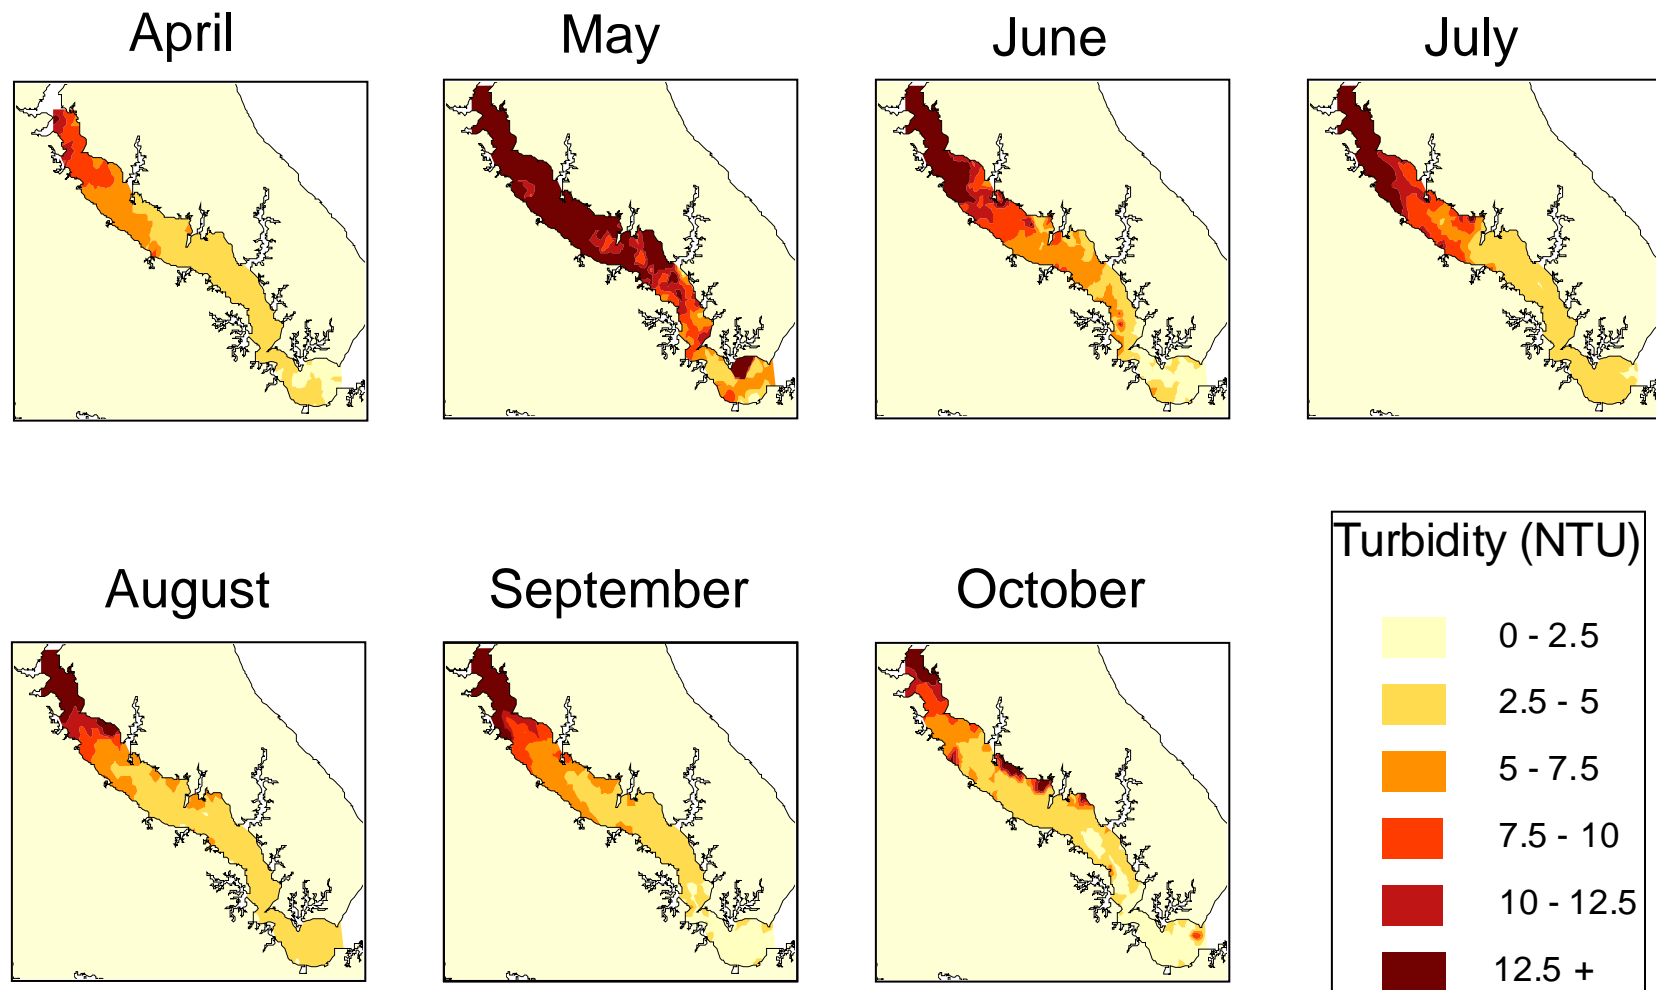 April
May
June
July
August
September
October
Turbidity (NTU)
0 - 2.5
2.5 - 5
5 - 7.5
7.5 - 10
10 - 12.5
12.5 +